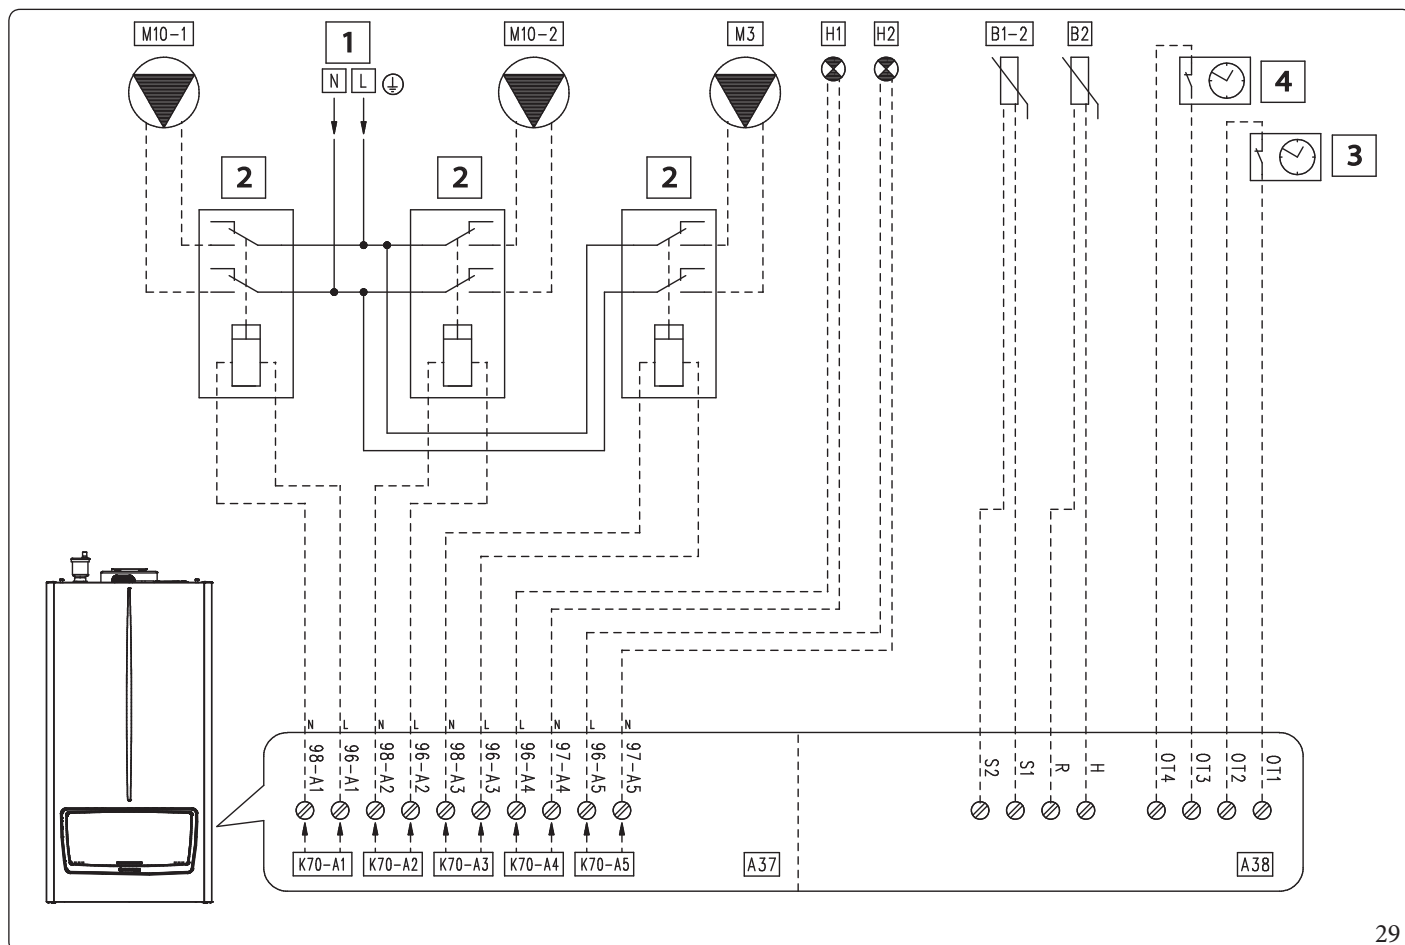 M10-1
1
M10-2
M3
H1
H2
B1-2
B2
N
L
4
3
2
2
2
N
L
N
L
N
L
L
N
L
N
98-A1
96-A1
98-A2
96-A2
98-A3
96-A3
96-A4
97-A4
96-A5
97-A5
S2
S1
R
H
OT4
OT3
OT2
OT1
K70-A1
K70-A2
K70-A3
K70-A4
K70-A5
A37
A38
29